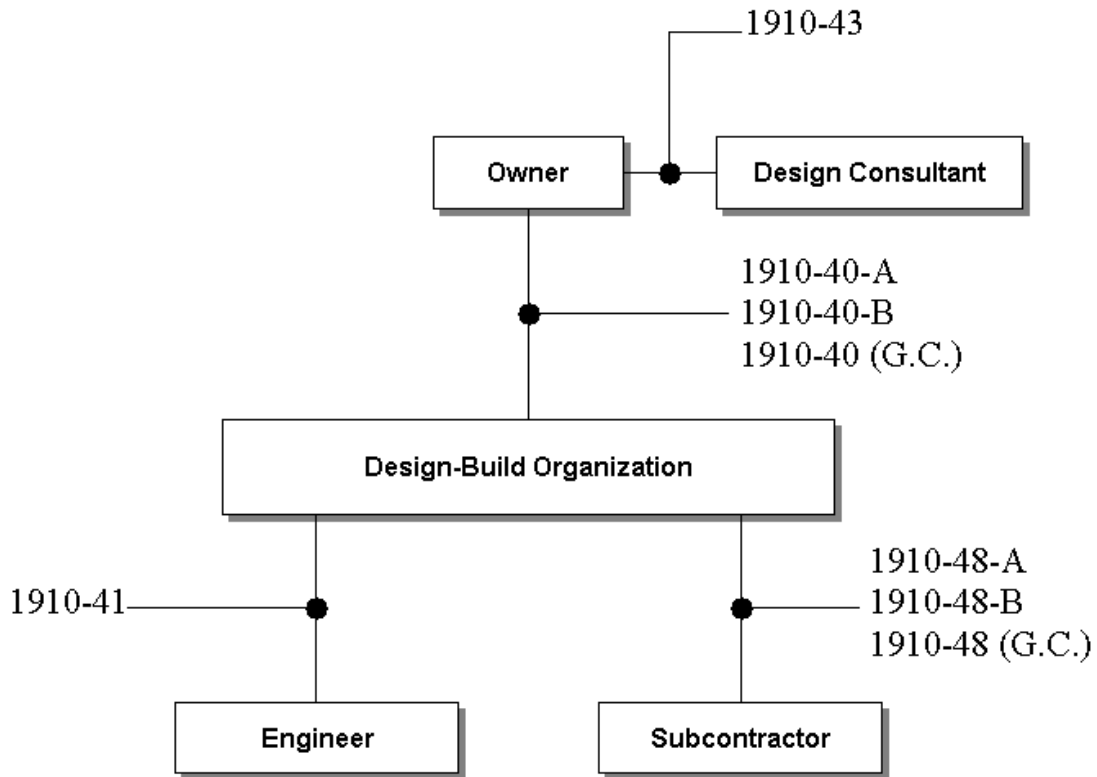 1910-43
Owner
Design Consultant
1910-40-A
1910-40-B
1910-40 (G.C.)
Design-Build Organization
1910-41
1910-48-A
1910-48-B
1910-48 (G.C.)
Engineer
Subcontractor